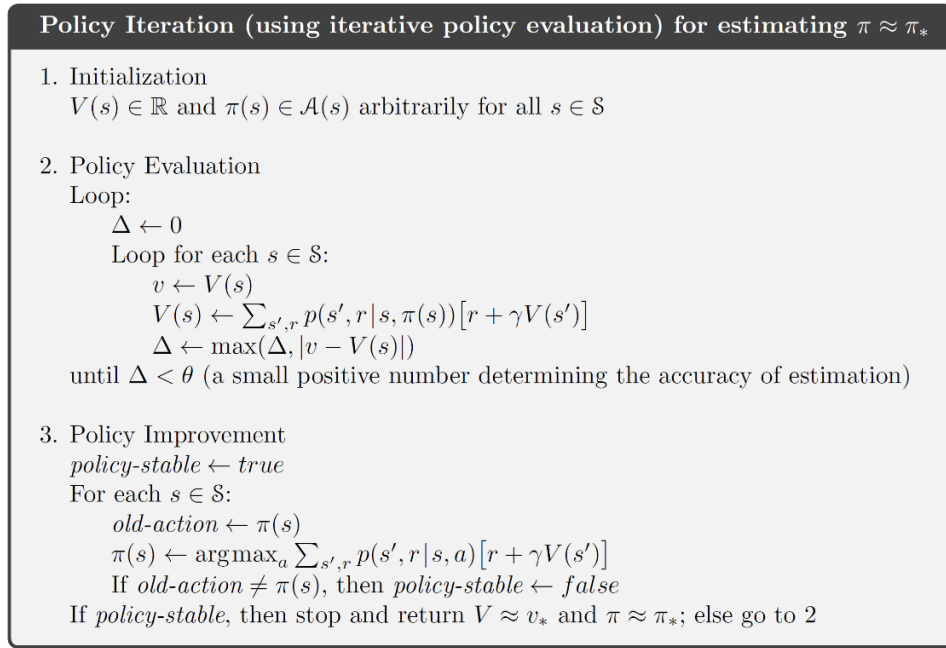 Policy Iteration (using iterative policy evaluation) for estimating π ≈ π∗
1. Initialization
V(s) ∈ ℝ and π(s) ∈ 𝒜(s) arbitrarily for all s ∈ 𝒮
2. Policy Evaluation
Loop:
Δ ← 0
Loop for each s ∈ 𝒮:
v ← V(s)
V(s) ← ∑s′,r p(s′, r|s, π(s))[r + γV(s′)]
Δ ← max(Δ, |v − V(s)|)
until Δ < θ (a small positive number determining the accuracy of estimation)
3. Policy Improvement
policy-stable ← true
For each s ∈ 𝒮:
old-action ← π(s)
π(s) ← argmaxa ∑s′,r p(s′, r|s, a)[r + γV(s′)]
If old-action ≠ π(s), then policy-stable ← false
If policy-stable, then stop and return V ≈ v∗ and π ≈ π∗; else go to 2